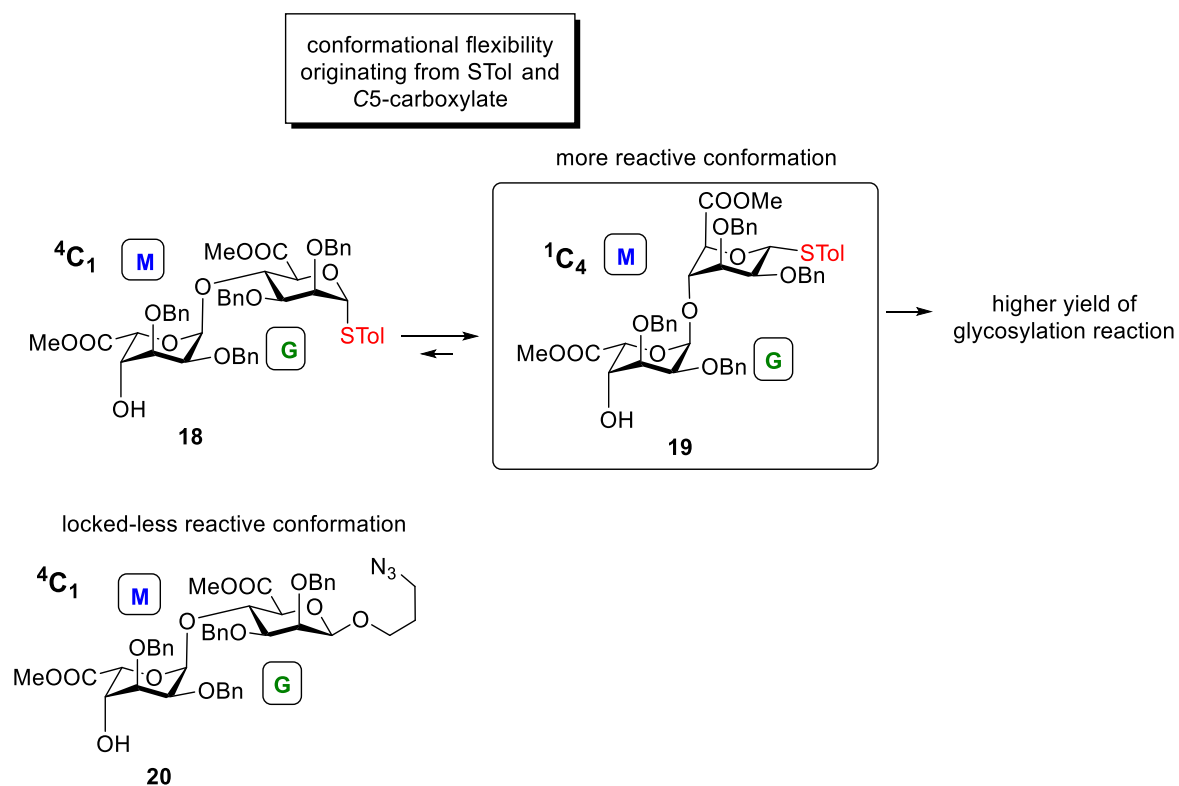 conformational flexibility
originating from STol and
C5-carboxylate
more reactive conformation
⁴C₁ M
MeOOC OBn
O
O
BnO
STol
OBn
MeOOC O
OBn
G
OH
18
¹C₄ M
COOMe
OBn
O
STol
OBn
O
OBn
MeOOC O
OBn
G
OH
19
higher yield of
glycosylation reaction
locked-less reactive conformation
⁴C₁ M
N₃
MeOOC OBn
O
O O
BnO
OBn
MeOOC O
OBn
G
OH
20